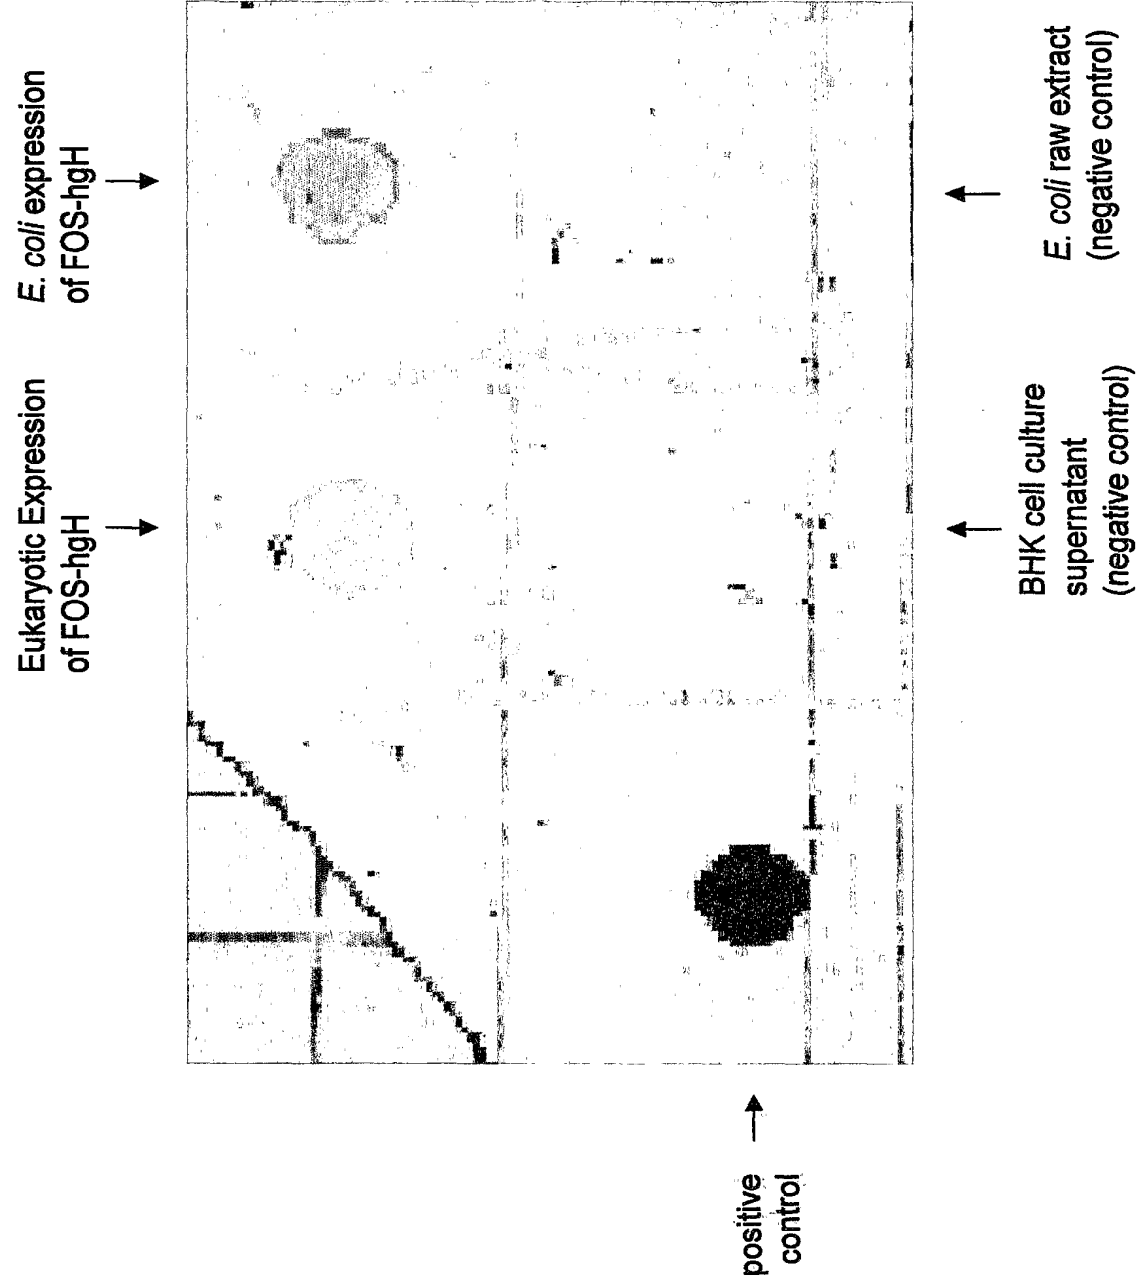 Eukaryotic Expression
of FOS-hgH
E. coli expression
of FOS-hgH
positive
control
BHK cell culture
supernatant
(negative control)
E. coli raw extract
(negative control)